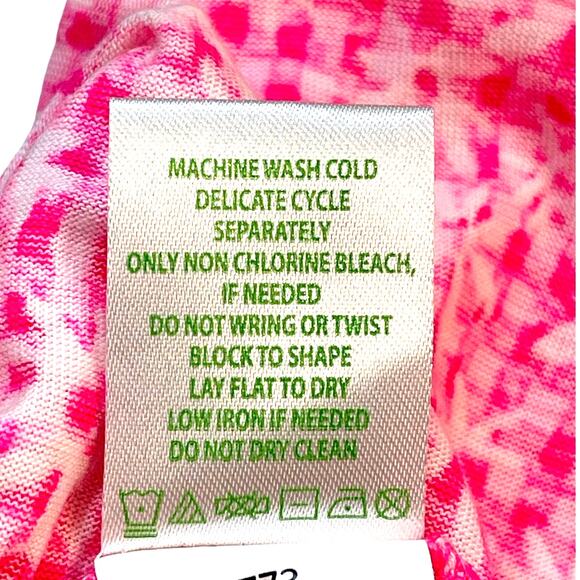 MACHINE WASH COLD
DELICATE CYCLE
SEPARATELY
ONLY NON CHLORINE BLEACH,
IF NEEDED
DO NOT WRING OR TWIST
BLOCK TO SHAPE
LAY FLAT TO DRY
LOW IRON IF NEEDED
DO NOT DRY CLEAN